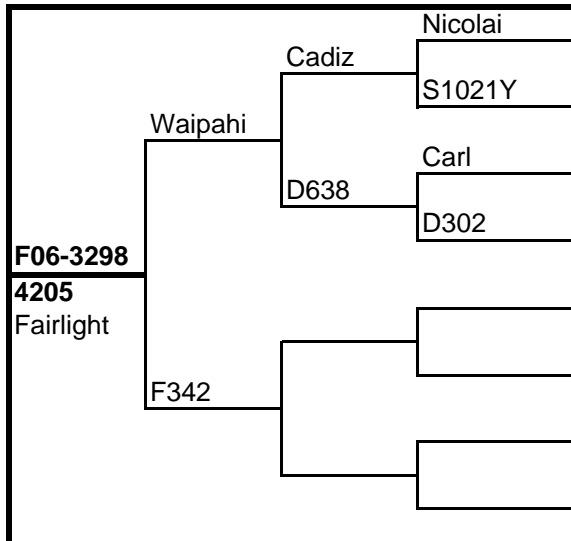 Nicolai
Cadiz
S1021Y
Waipahi
Carl
D638
D302
F06-3298
4205
Fairlight
F342